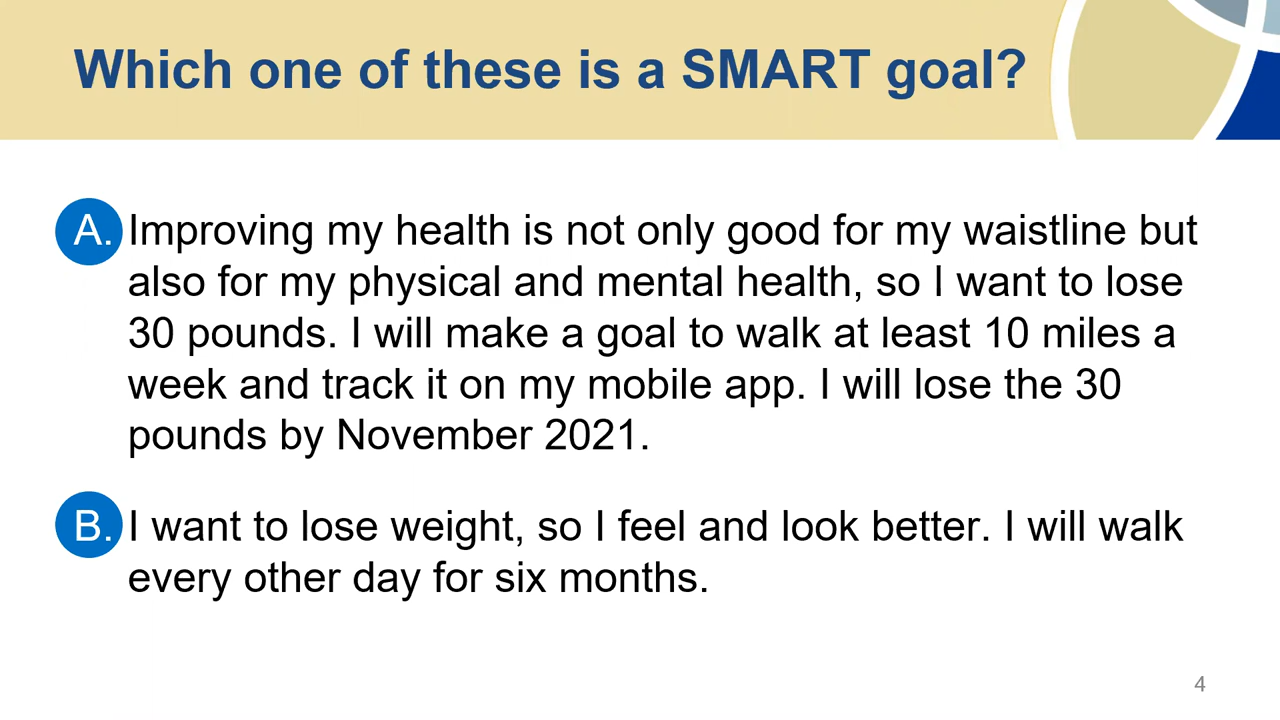 Which one of these is a SMART goal?
A. Improving my health is not only good for my waistline but
also for my physical and mental health, so I want to lose
30 pounds. I will make a goal to walk at least 10 miles a
week and track it on my mobile app. I will lose the 30
pounds by November 2021.
B. I want to lose weight, so I feel and look better. I will walk
every other day for six months.
4